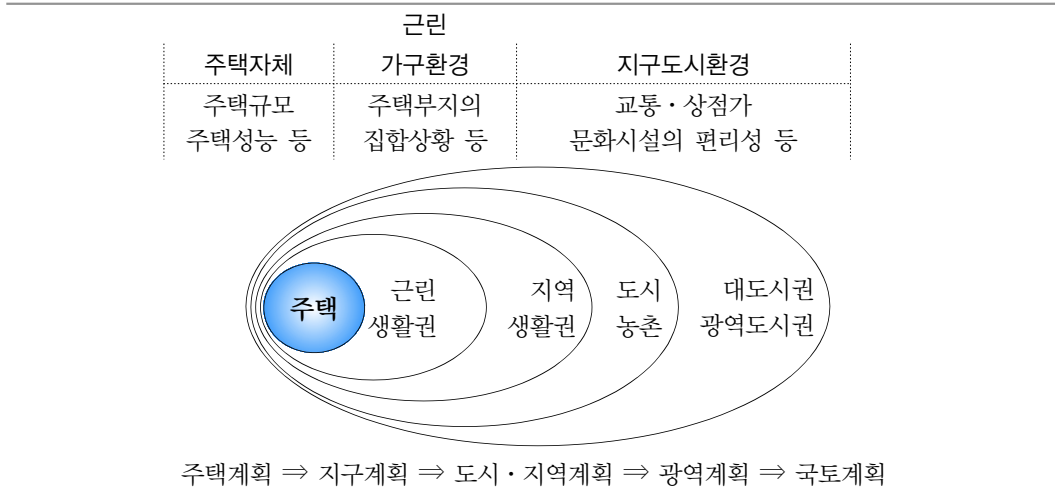 근린
주택자체 가구환경 지구도시환경
주택규모 주택부지의 교통·상점가
주택성능 등 집합상황 등 문화시설의 편리성 등
주택 근린 지역 도시 대도시권
생활권 생활권 농촌 광역도시권
주택계획 ⇒ 지구계획 ⇒ 도시·지역계획 ⇒ 광역계획 ⇒ 국토계획